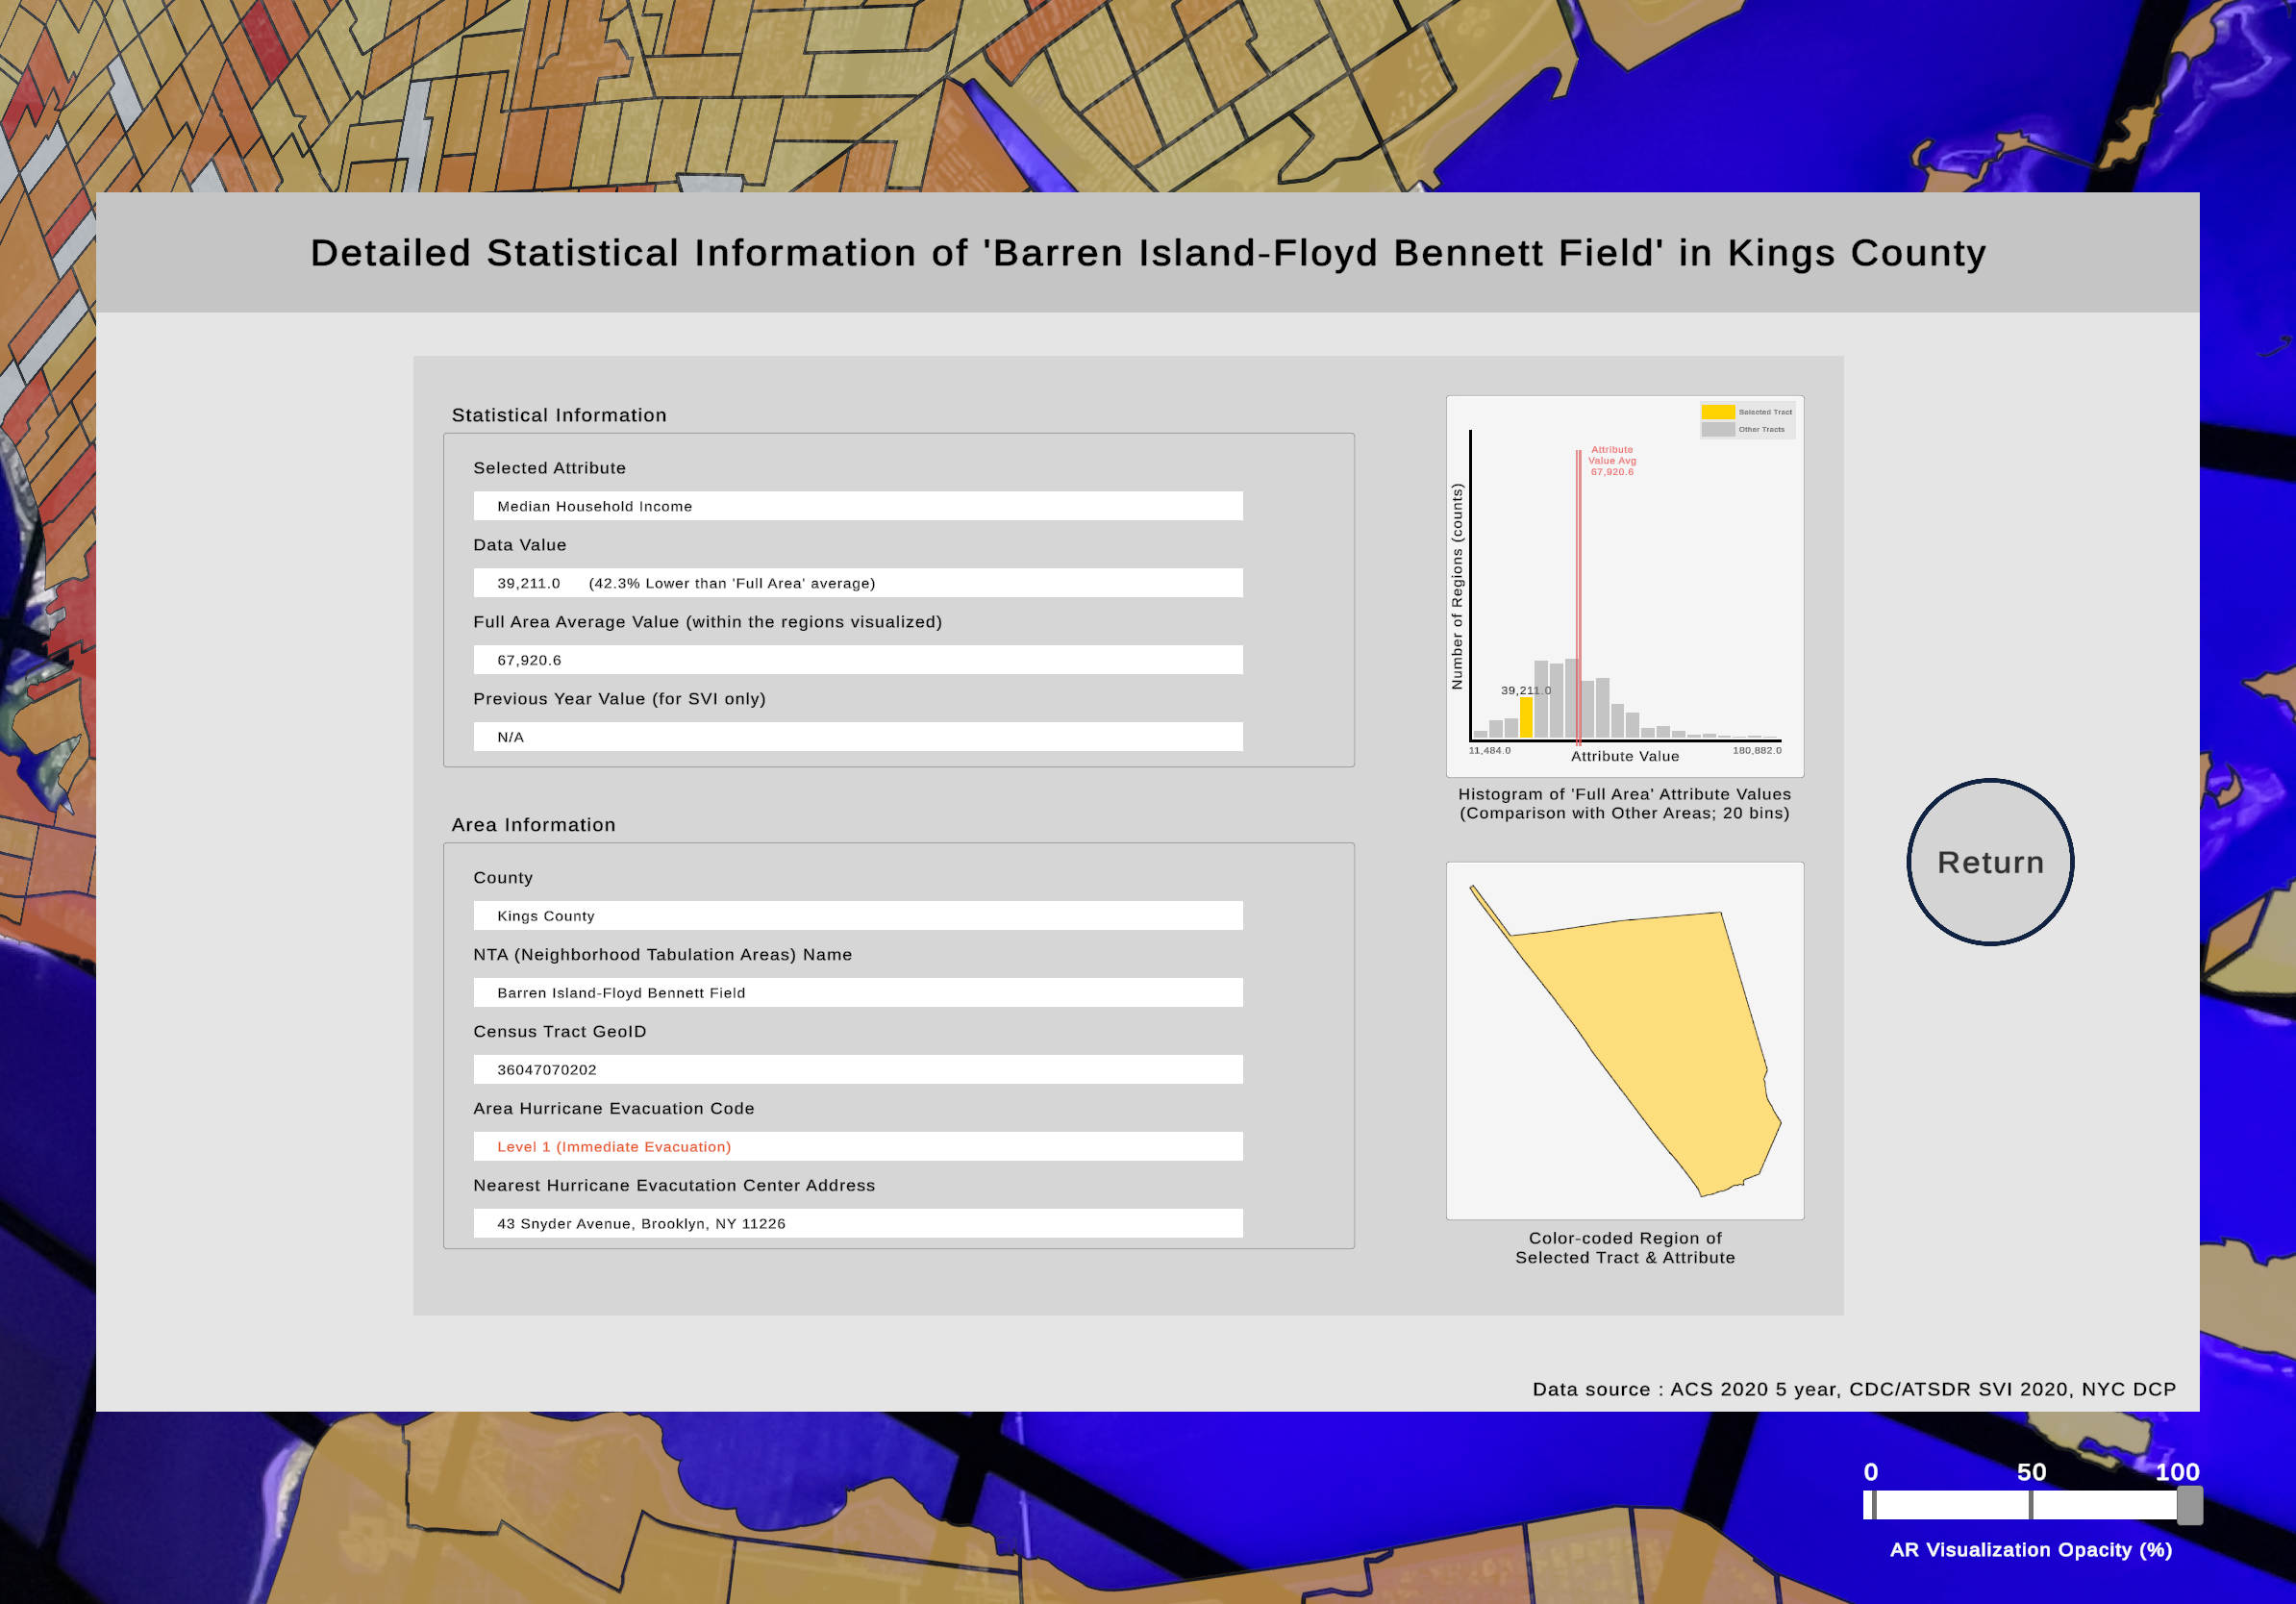 Detailed Statistical Information of 'Barren Island-Floyd Bennett Field' in Kings County
Statistical Information
Selected Attribute
Median Household Income
Data Value
39,211.0 (42.3% Lower than 'Full Area' average)
Full Area Average Value (within the regions visualized)
67,920.6
Previous Year Value (for SVI only)
N/A
Area Information
County
Kings County
NTA (Neighborhood Tabulation Areas) Name
Barren Island-Floyd Bennett Field
Census Tract GeoID
36047070202
Area Hurricane Evacuation Code
Level 1 (Immediate Evacuation)
Nearest Hurricane Evacutation Center Address
43 Snyder Avenue, Brooklyn, NY 11226
Selected Tract
Other Tracts
Attribute
Value Avg
67,920.6
Number of Regions (counts)
39,211.0
11,484.0
180,882.0
Attribute Value
Histogram of 'Full Area' Attribute Values
(Comparison with Other Areas; 20 bins)
Color-coded Region of
Selected Tract & Attribute
Return
Data source : ACS 2020 5 year, CDC/ATSDR SVI 2020, NYC DCP
0 50 100
AR Visualization Opacity (%)